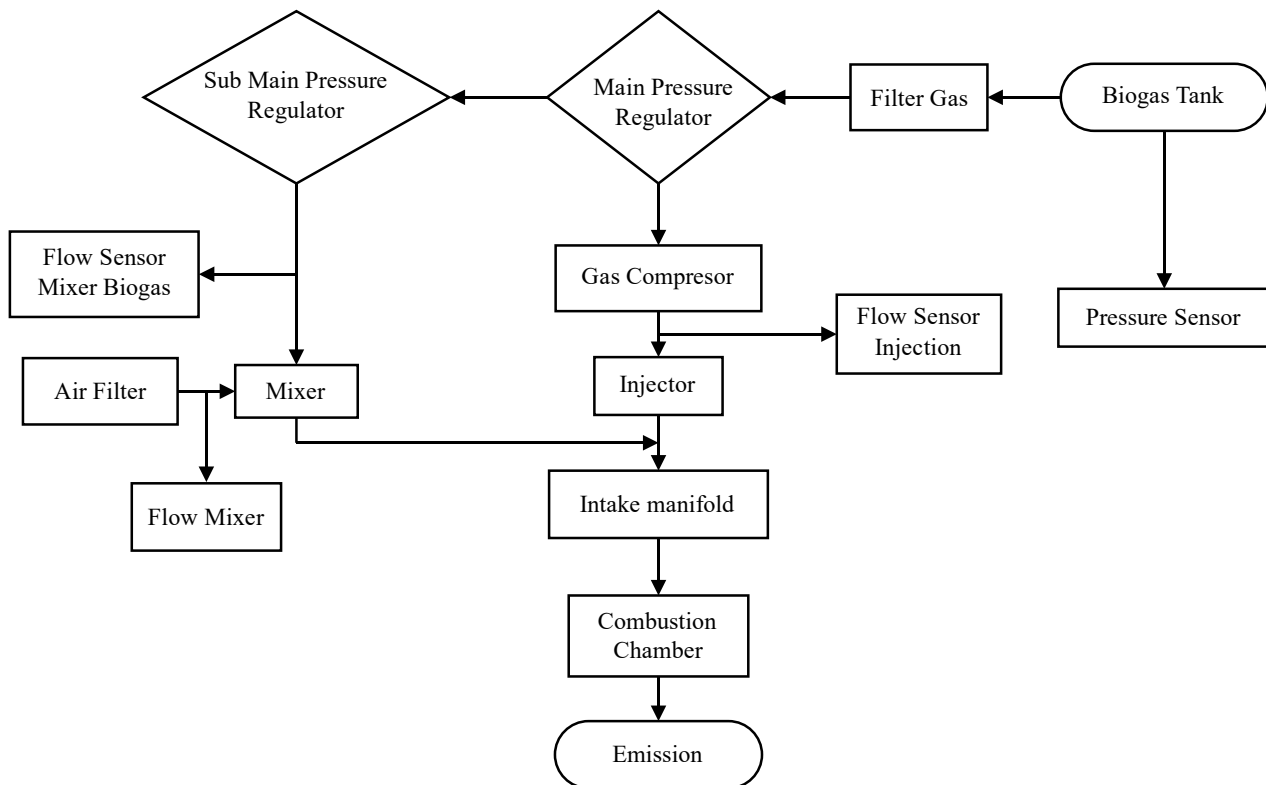 Sub Main Pressure
Regulator
Main Pressure
Regulator
Filter Gas
Biogas Tank
Flow Sensor
Mixer Biogas
Gas Compresor
Flow Sensor
Injection
Pressure Sensor
Air Filter
Mixer
Injector
Flow Mixer
Intake manifold
Combustion
Chamber
Emission